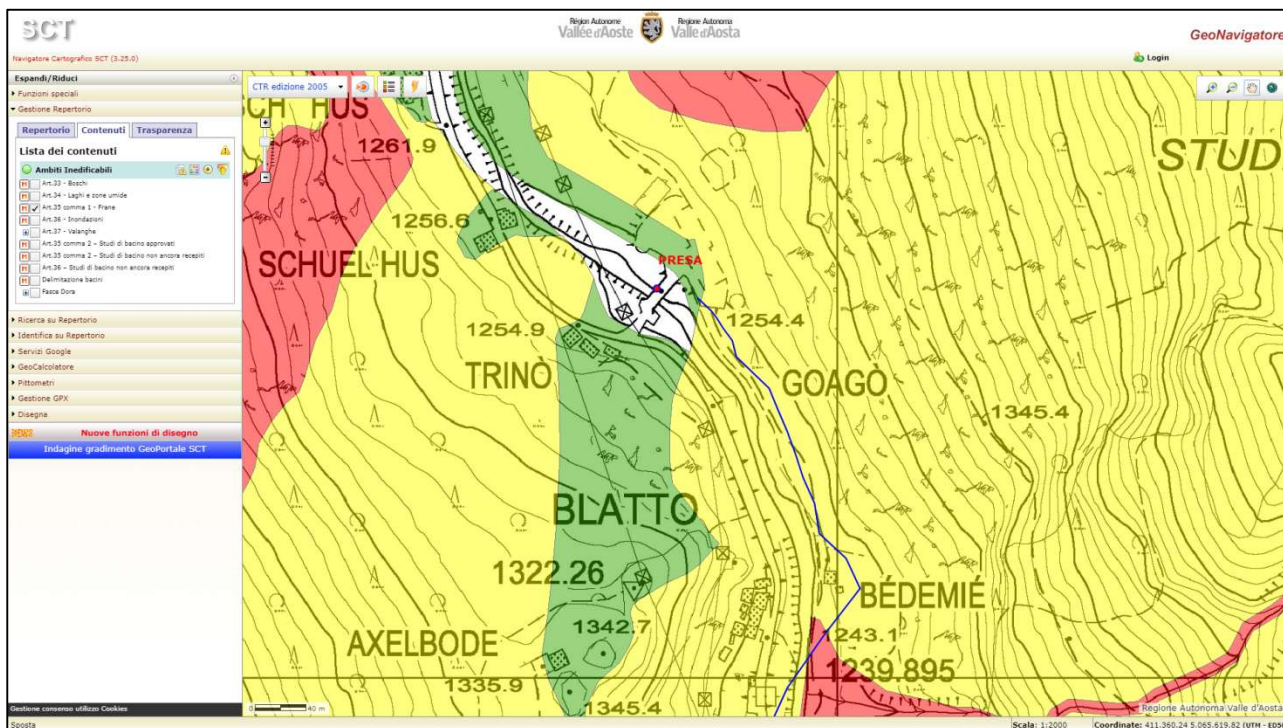 SCT
Région Autonome
Vallée d'Aoste
Regione Autonoma
Valle d'Aosta
GeoNavigatore
Navigatore Cartografico SCT (3.25.0)
Login
Espandi/Riduci
Funzioni speciali
Gestione Repertorio
Repertorio Contenuti Trasparenza
Lista dei contenuti
Ambiti Inedificabili
Art.33 - Boschi
Art.34 - Laghi e zone umide
Art.35 comma 1 - Frane
Art.36 - Inondazioni
Art.37 - Valanghe
Art.35 comma 2 – Studi di bacino approvati
Art.35 comma 2 – Studi di bacino non ancora recepiti
Art.36 – Studi di bacino non ancora recepiti
Delimitazione bacini
Fasce Dora
Ricerca su Repertorio
Identifica su Repertorio
Servizi Google
GeoCalcolatore
Pittometri
Gestione GPX
Disegna
Nuove funzioni di disegno
Indagine gradimento GeoPortale SCT
Gestione consenso utilizzo Cookies
Sposta
CTR edizione 2005
HUS
1261.9
STUD
1256.6
SCHUEL HUS
PRESA
1254.9
1254.4
TRINÒ
GOAGÒ
1345.4
BLATTO
1322.26
BÉDEMIÉ
1342.7
1243.1
AXELBODE
1239.895
1335.9
1345.4
0 40 m
Regione Autonoma Valle d'Aosta
Scala: 1:2000 Coordinate: 411.360.24 5.065.619.82 (UTM - ED50